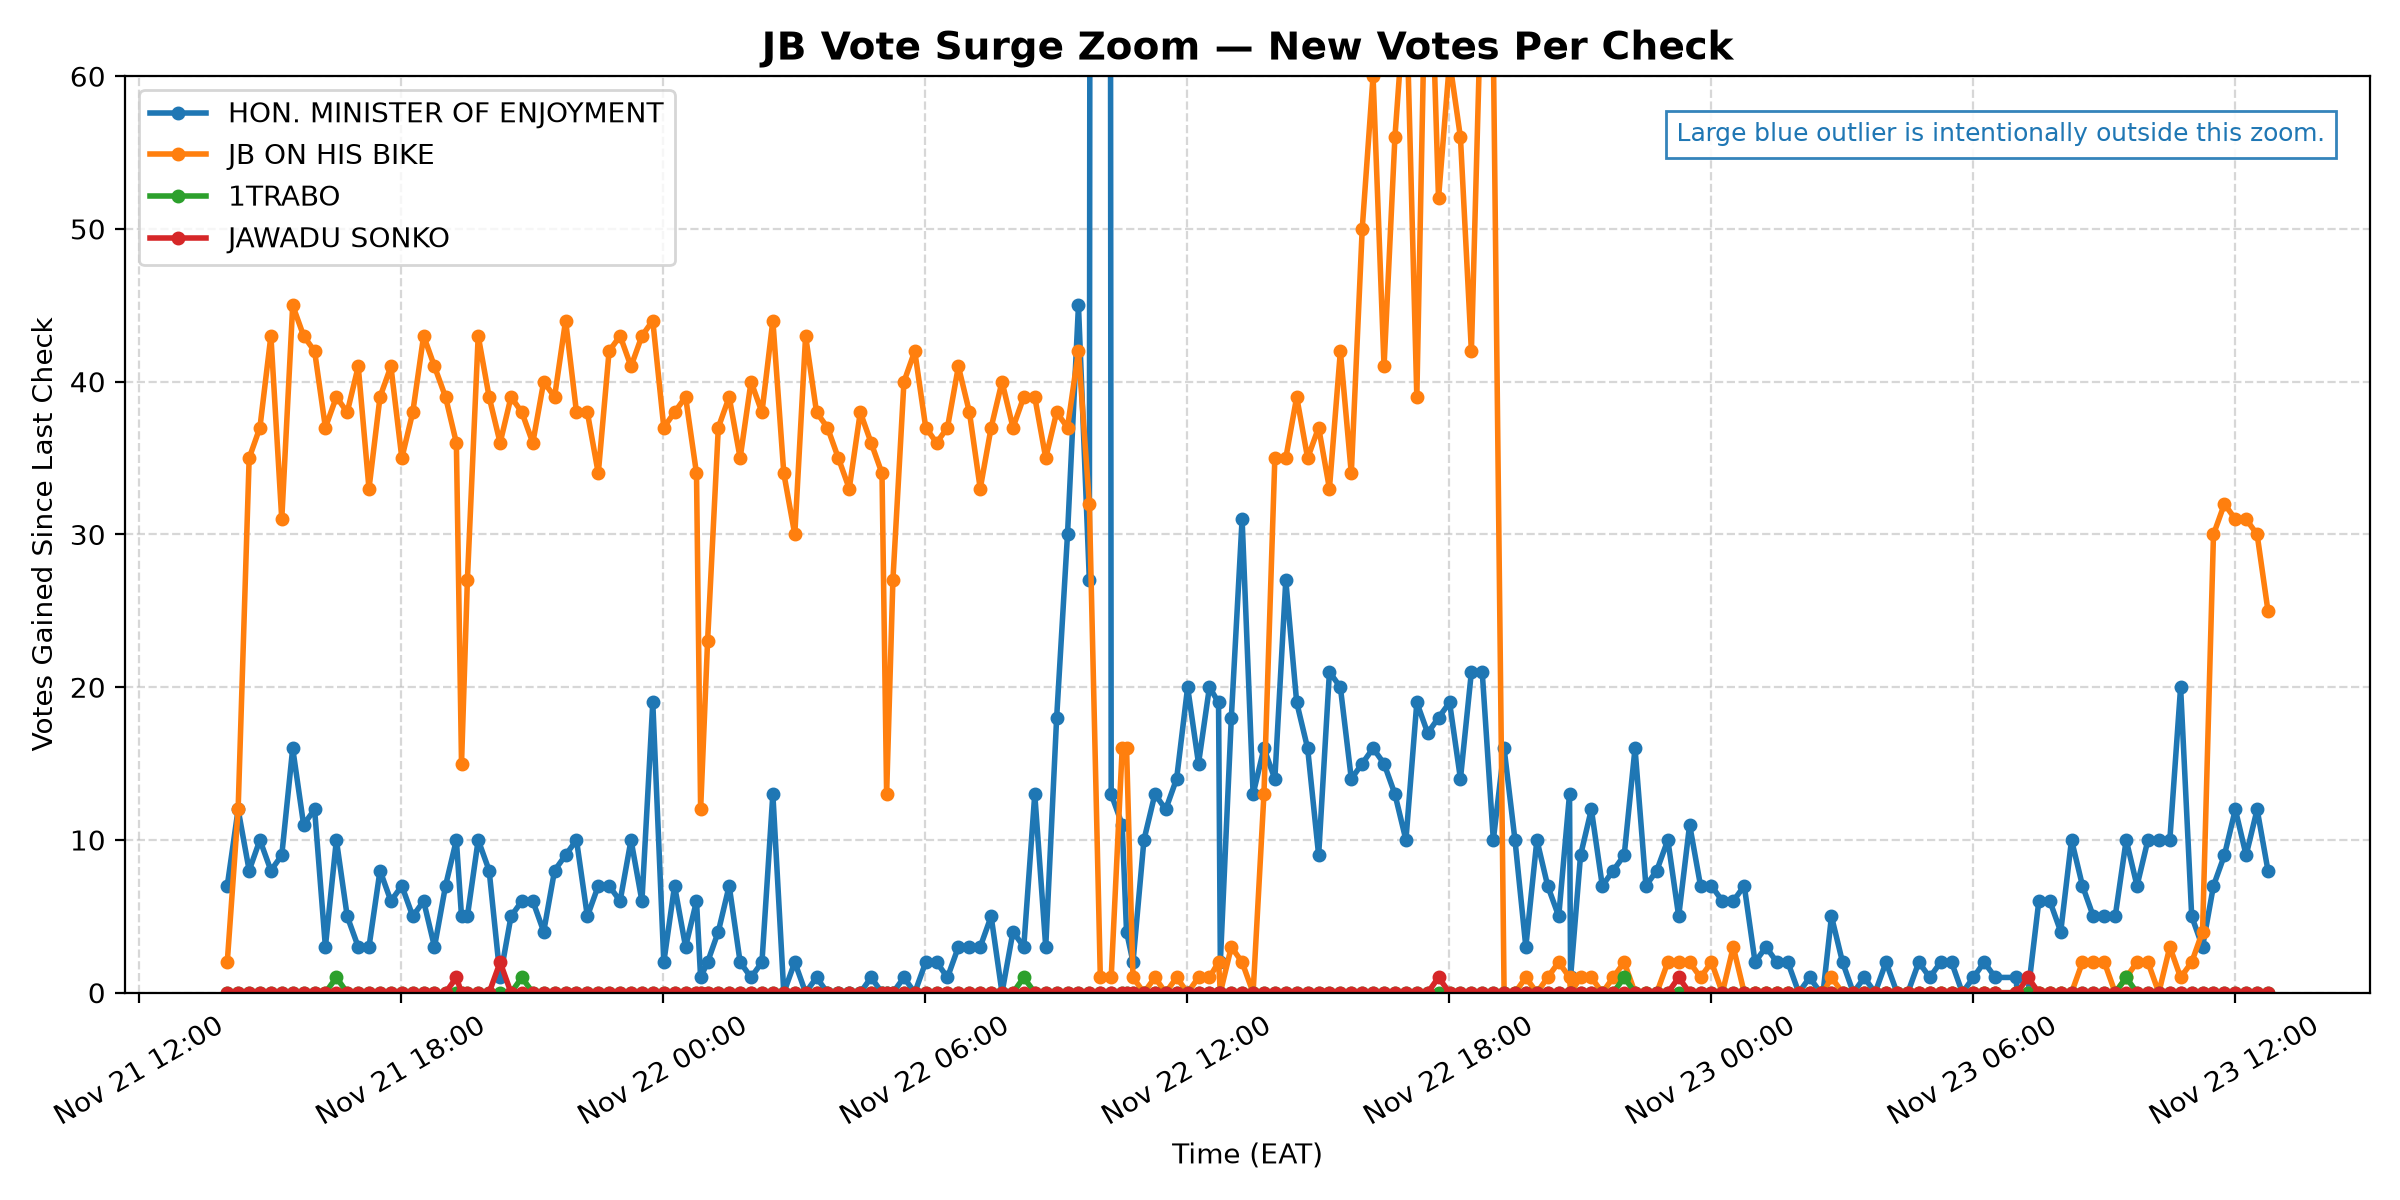 JB Vote Surge Zoom — New Votes Per Check
60
50
40
30
20
10
0
Votes Gained Since Last Check
HON. MINISTER OF ENJOYMENT
JB ON HIS BIKE
1TRABO
JAWADU SONKO
Large blue outlier is intentionally outside this zoom.
Nov 21 12:00
Nov 21 18:00
Nov 22 00:00
Nov 22 06:00
Nov 22 12:00
Nov 22 18:00
Nov 23 00:00
Nov 23 06:00
Nov 23 12:00
Time (EAT)